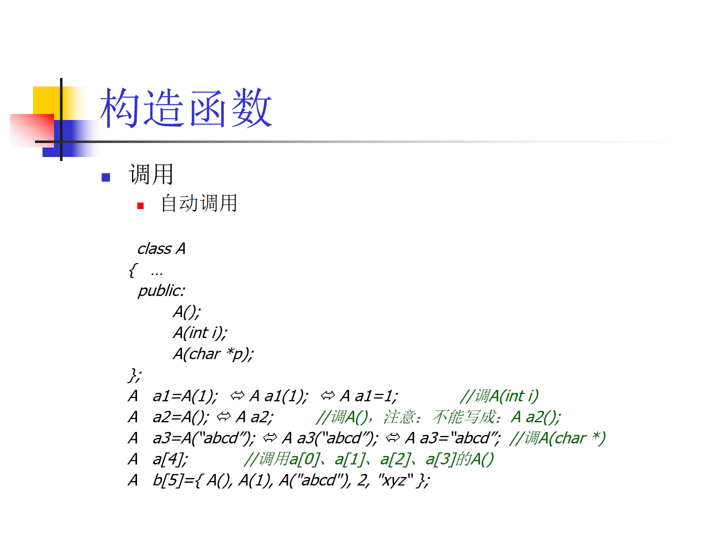 构造函数
调用
自动调用
class A
{ …
public:
A();
A(int i);
A(char *p);
};
A a1=A(1); ⇔ A a1(1); ⇔ A a1=1; //调A(int i)
A a2=A(); ⇔ A a2; //调A()，注意：不能写成：A a2();
A a3=A(“abcd”); ⇔ A a3(“abcd”); ⇔ A a3=“abcd”; //调A(char *)
A a[4]; //调用a[0]、a[1]、a[2]、a[3]的A()
A b[5]={ A(), A(1), A("abcd"), 2, "xyz" };